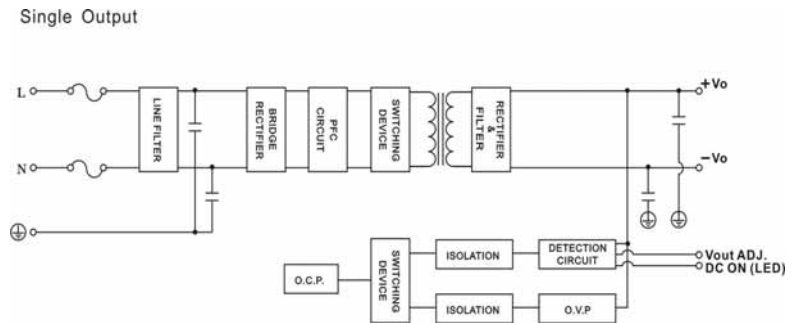 Single Output
L
N
LINE FILTER
BRIDGE
RECTIFIER
PFC
CIRCUIT
SWITCHING
DEVICE
RECTIFIER
&
FILTER
+Vo
−Vo
O.C.P.
SWITCHING
DEVICE
ISOLATION
DETECTION
CIRCUIT
Vout ADJ.
DC ON (LED)
ISOLATION
O.V.P